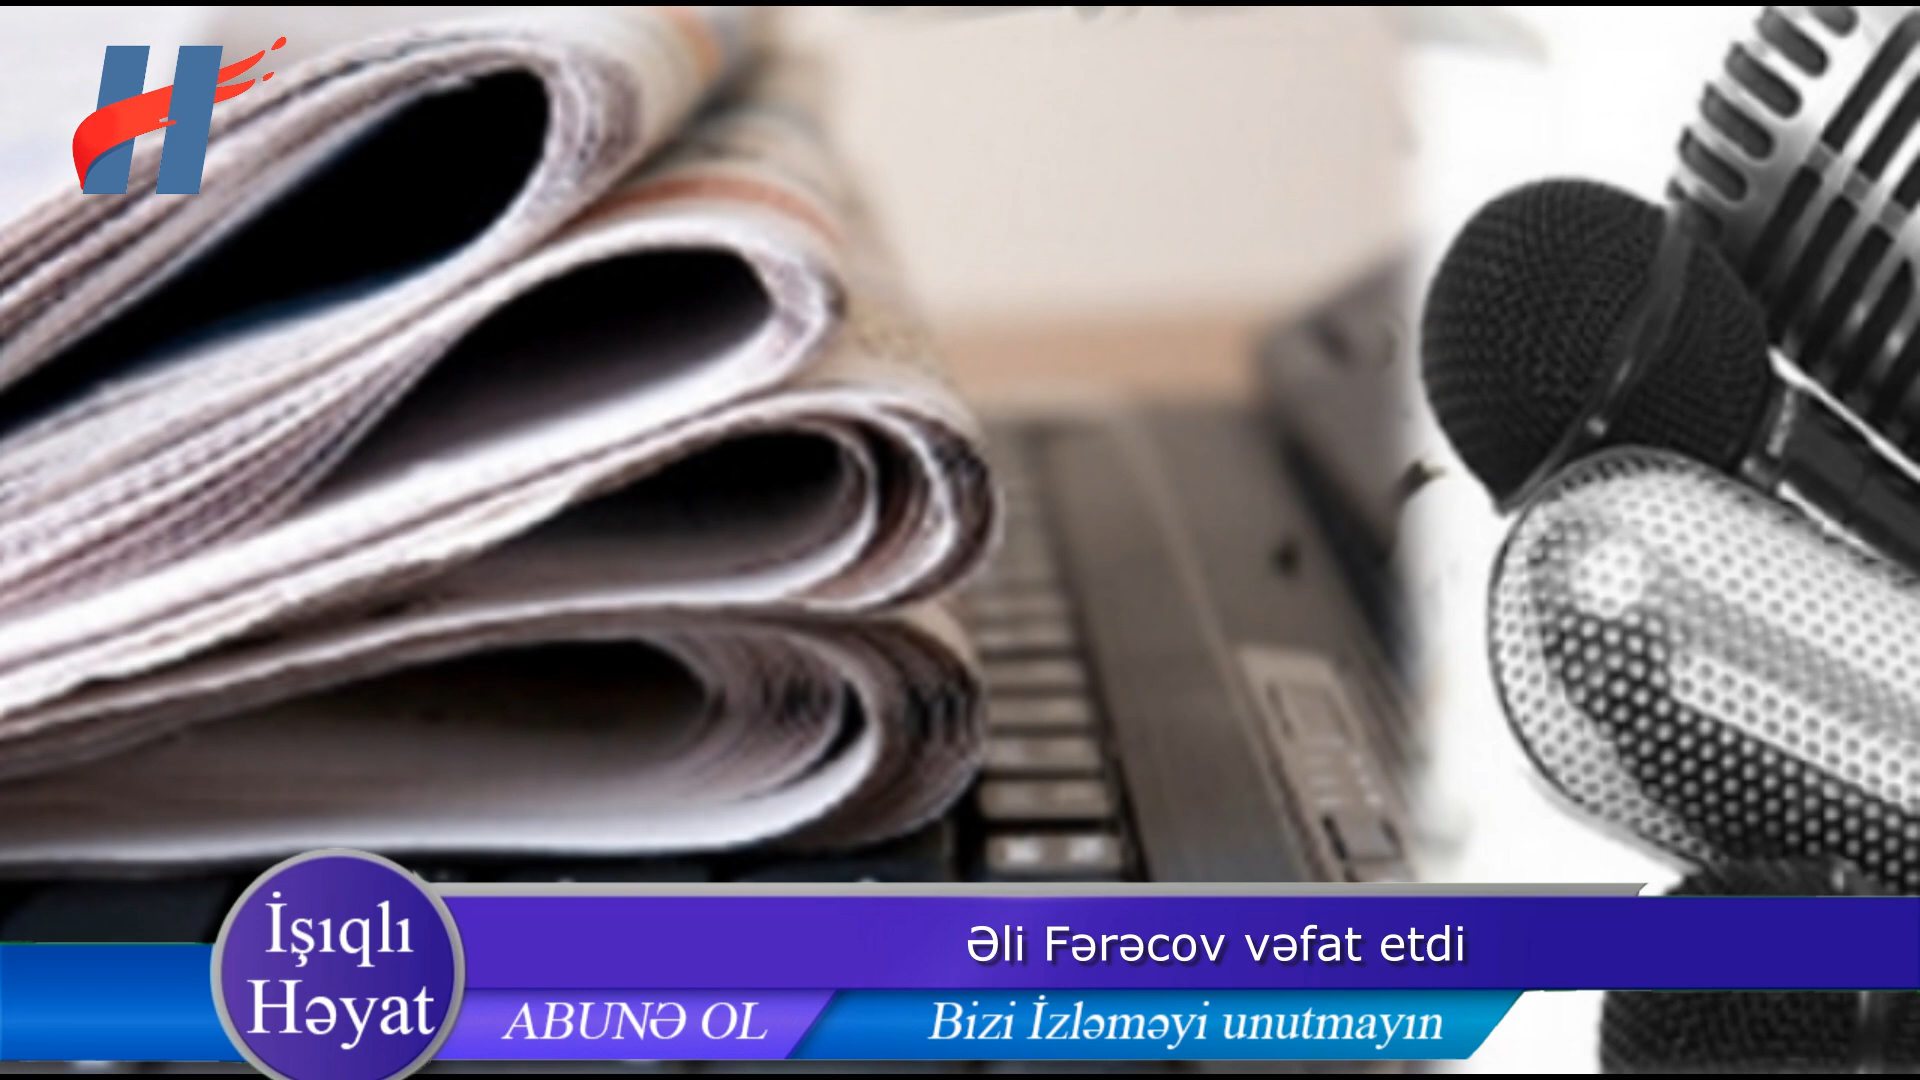 Əli Fərəcov vəfat etdi
İşıqlı
Həyat
ABUNƏ OL
Bizi İzləməyi unutmayın